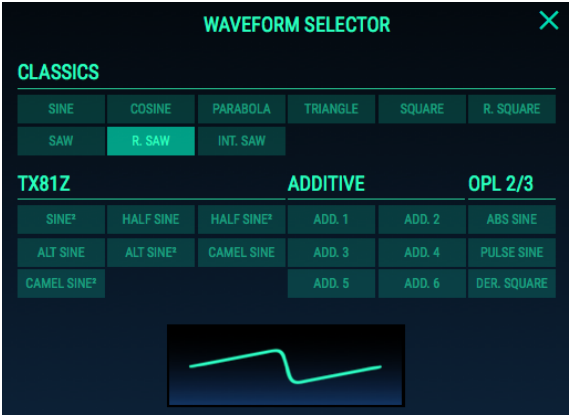 WAVEFORM SELECTOR
CLASSICS
SINE COSINE PARABOLA TRIANGLE SQUARE R. SQUARE
SAW R. SAW INT. SAW
TX81Z ADDITIVE OPL 2/3
SINE² HALF SINE HALF SINE² ADD. 1 ADD. 2 ABS SINE
ALT SINE ALT SINE² CAMEL SINE ADD. 3 ADD. 4 PULSE SINE
CAMEL SINE² ADD. 5 ADD. 6 DER. SQUARE